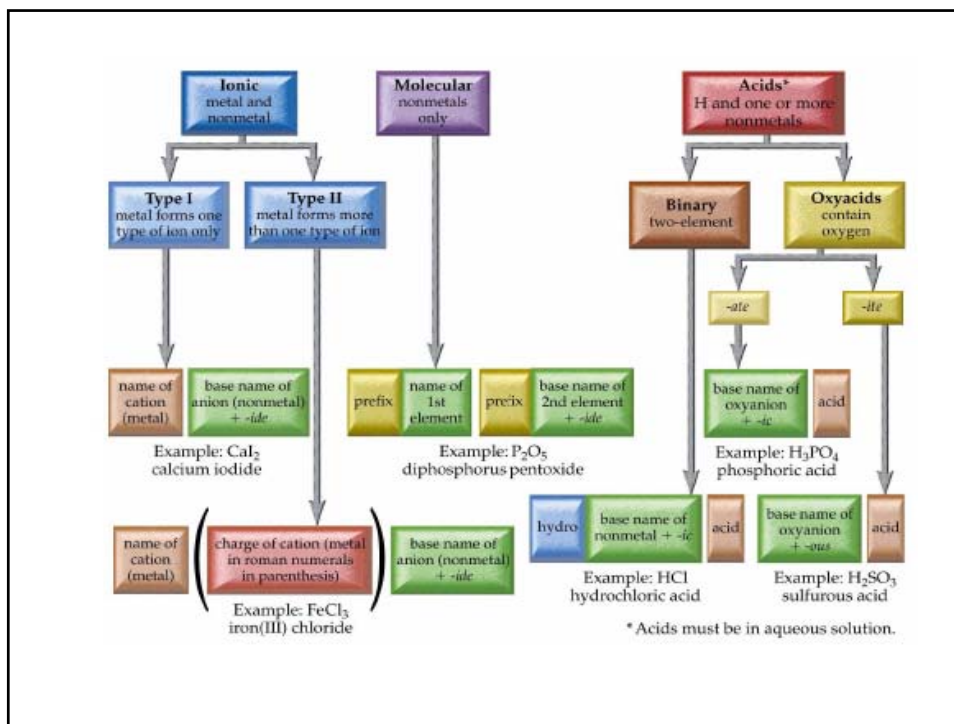 Ionic
metal and
nonmetal
Molecular
nonmetals
only
Acids*
H and one or more
nonmetals
Type I
metal forms one
type of ion only
Type II
metal forms more
than one type of ion
Binary
two-element
Oxyacids
contain
oxygen
-ate
-ite
name of
cation
(metal)
base name of
anion (nonmetal)
+ -ide
Example: CaI₂
calcium iodide
prefix
name of
1st
element
prefix
base name of
2nd element
+ -ide
Example: P₂O₅
diphosphorus pentoxide
base name of
oxyanion
+ -ic
acid
Example: H₃PO₄
phosphoric acid
name of
cation
(metal)
(
charge of cation (metal
in roman numerals
in parenthesis)
)
base name of
anion (nonmetal)
+ -ide
Example: FeCl₃
iron(III) chloride
hydro
base name of
nonmetal + -ic
acid
Example: HCl
hydrochloric acid
base name of
oxyanion
+ -ous
acid
Example: H₂SO₃
sulfurous acid
*Acids must be in aqueous solution.